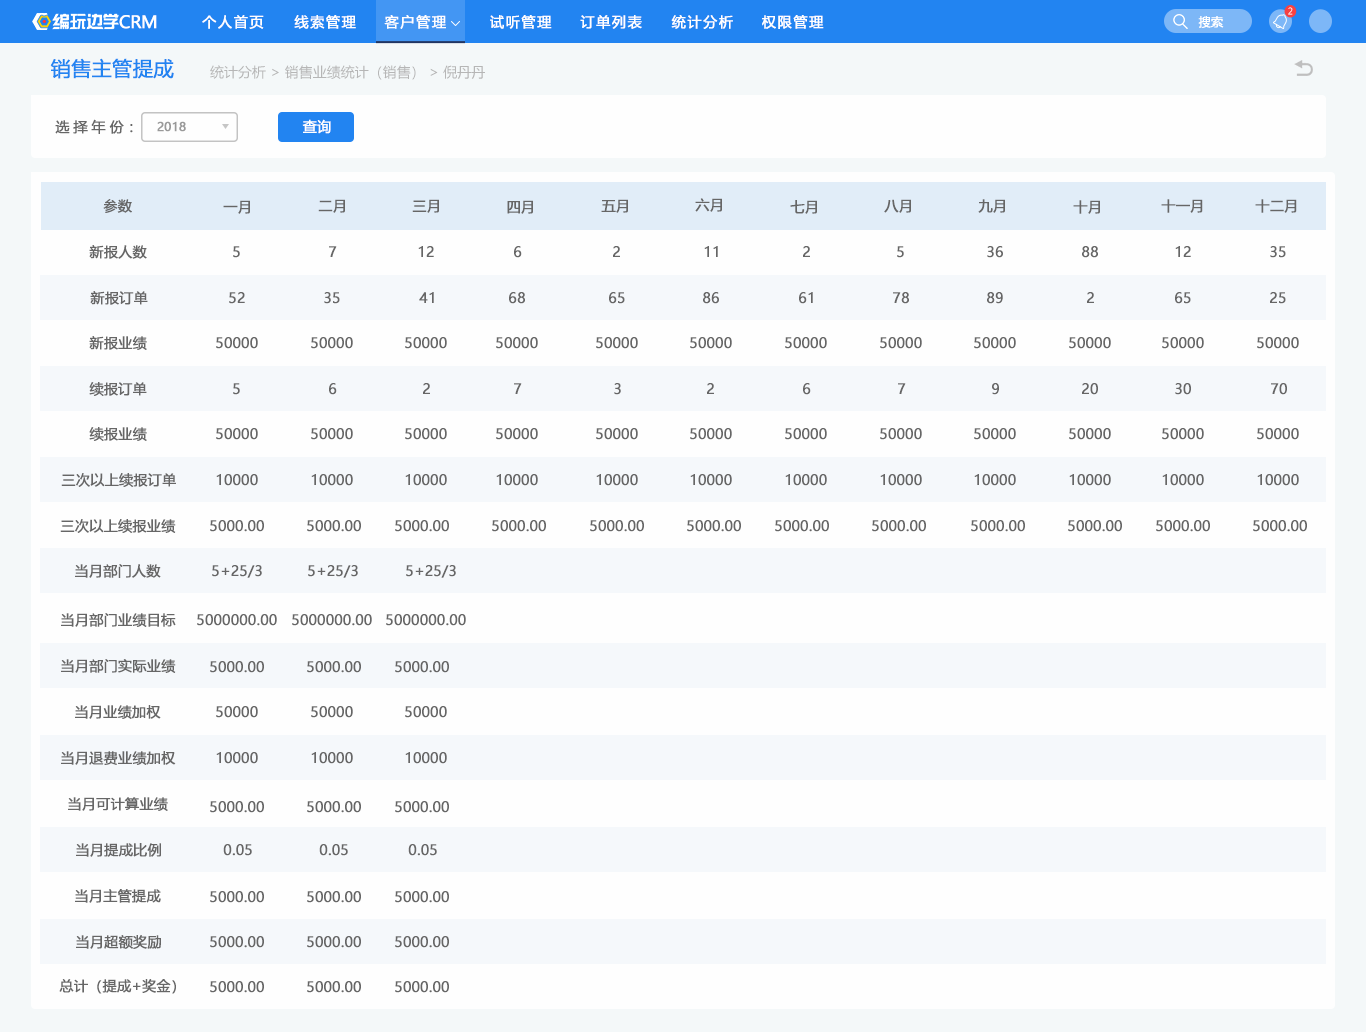 编玩边学CRM 个人首页 线索管理 客户管理 试听管理 订单列表 统计分析 权限管理 搜索 2
销售主管提成 统计分析 > 销售业绩统计（销售） > 倪丹丹
选择年份： 2018 查询
参数 一月 二月 三月 四月 五月 六月 七月 八月 九月 十月 十一月 十二月
新报人数 5 7 12 6 2 11 2 5 36 88 12 35
新报订单 52 35 41 68 65 86 61 78 89 2 65 25
新报业绩 50000 50000 50000 50000 50000 50000 50000 50000 50000 50000 50000 50000
续报订单 5 6 2 7 3 2 6 7 9 20 30 70
续报业绩 50000 50000 50000 50000 50000 50000 50000 50000 50000 50000 50000 50000
三次以上续报订单 10000 10000 10000 10000 10000 10000 10000 10000 10000 10000 10000 10000
三次以上续报业绩 5000.00 5000.00 5000.00 5000.00 5000.00 5000.00 5000.00 5000.00 5000.00 5000.00 5000.00 5000.00
当月部门人数 5+25/3 5+25/3 5+25/3
当月部门业绩目标 5000000.00 5000000.00 5000000.00
当月部门实际业绩 5000.00 5000.00 5000.00
当月业绩加权 50000 50000 50000
当月退费业绩加权 10000 10000 10000
当月可计算业绩 5000.00 5000.00 5000.00
当月提成比例 0.05 0.05 0.05
当月主管提成 5000.00 5000.00 5000.00
当月超额奖励 5000.00 5000.00 5000.00
总计（提成+奖金） 5000.00 5000.00 5000.00